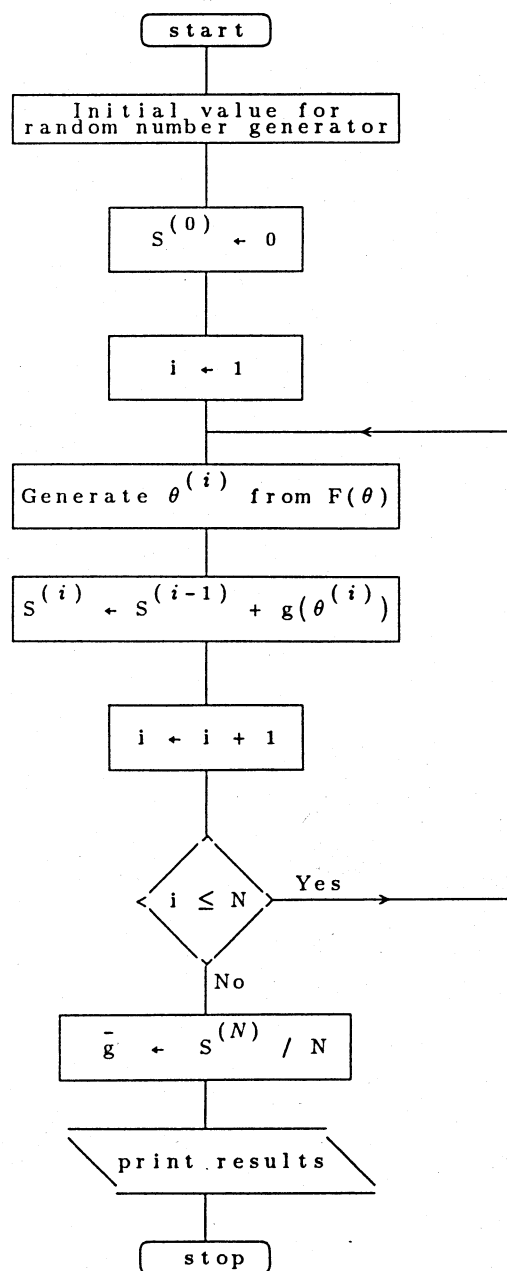 start
Initial value for
random number generator
S^(0) ← 0
i ← 1
Generate θ^(i) from F(θ)
S^(i) ← S^(i-1) + g(θ^(i))
i ← i + 1
i ≤ N
Yes
No
ḡ ← S^(N) / N
print results
stop